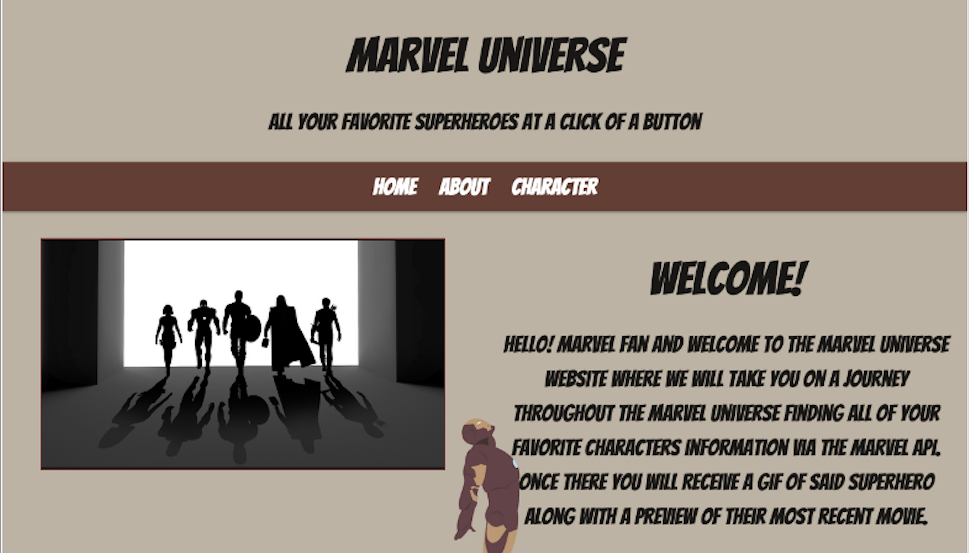 MARVEL UNIVERSE
ALL YOUR FAVORITE SUPERHEROES AT A CLICK OF A BUTTON
HOME ABOUT CHARACTER
WELCOME!
HELLO! MARVEL FAN AND WELCOME TO THE MARVEL UNIVERSE
WEBSITE WHERE WE WILL TAKE YOU ON A JOURNEY
THROUGHOUT THE MARVEL UNIVERSE FINDING ALL OF YOUR
FAVORITE CHARACTERS INFORMATION VIA THE MARVEL API.
ONCE THERE YOU WILL RECEIVE A GIF OF SAID SUPERHERO
ALONG WITH A PREVIEW OF THEIR MOST RECENT MOVIE.